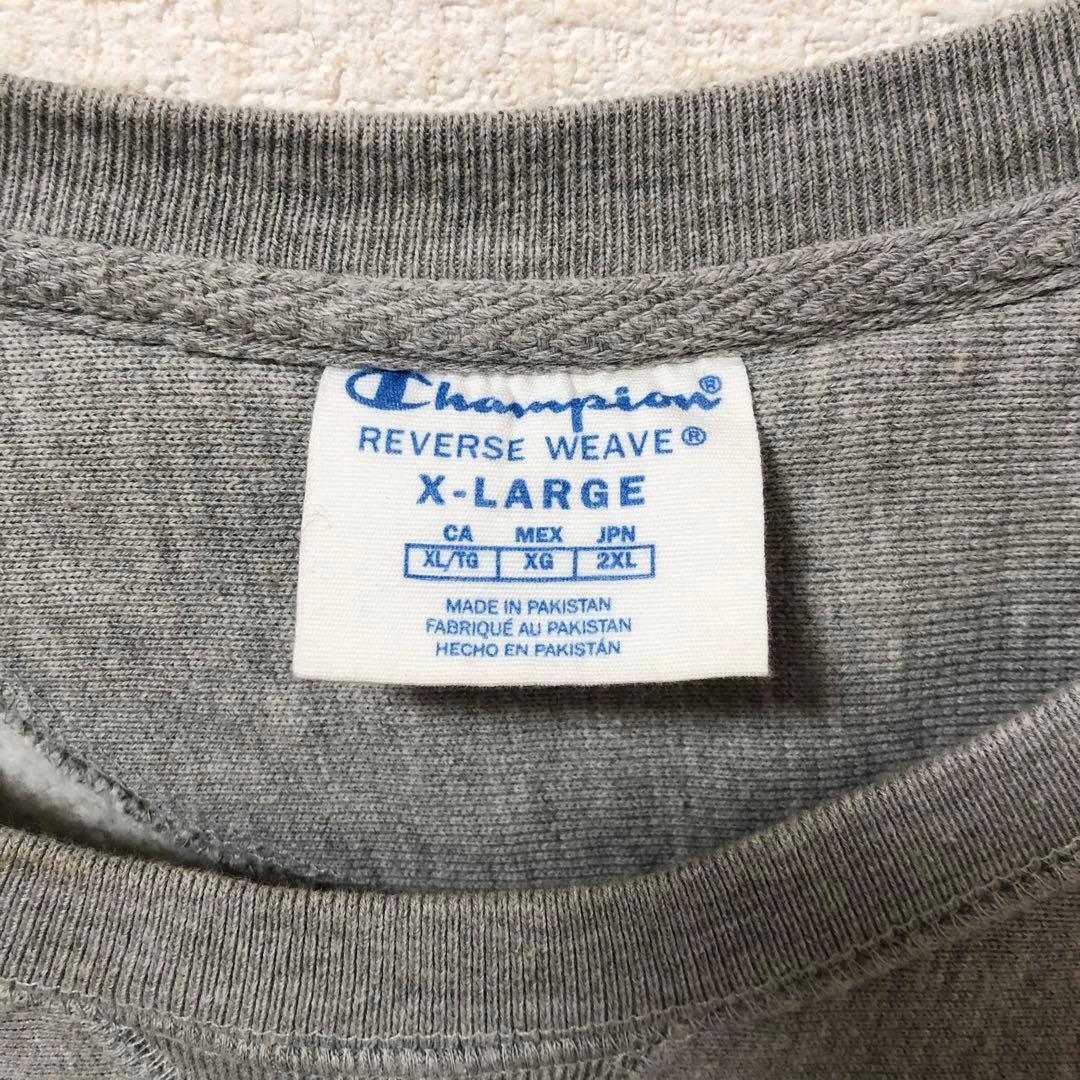 Champion®
REVERSE WEAVE®
X-LARGE
CA MEX JPN
XL/TG XG 2XL
MADE IN PAKISTAN
FABRIQUÉ AU PAKISTAN
HECHO EN PAKISTÁN